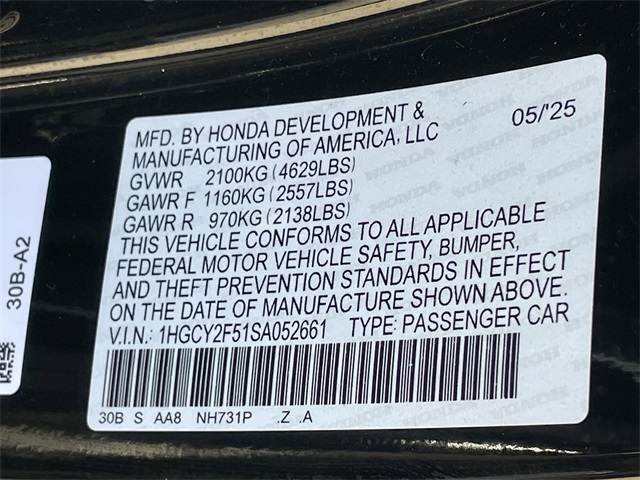 MFD. BY HONDA DEVELOPMENT &
MANUFACTURING OF AMERICA, LLC
05/'25
GVWR 2100KG (4629LBS)
GAWR F 1160KG (2557LBS)
GAWR R 970KG (2138LBS)
THIS VEHICLE CONFORMS TO ALL APPLICABLE
FEDERAL MOTOR VEHICLE SAFETY, BUMPER,
AND THEFT PREVENTION STANDARDS IN EFFECT
ON THE DATE OF MANUFACTURE SHOWN ABOVE.
V.I.N.: 1HGCY2F51SA052661 TYPE: PASSENGER CAR
30B S AA8 NH731P .Z .A
30B-A2